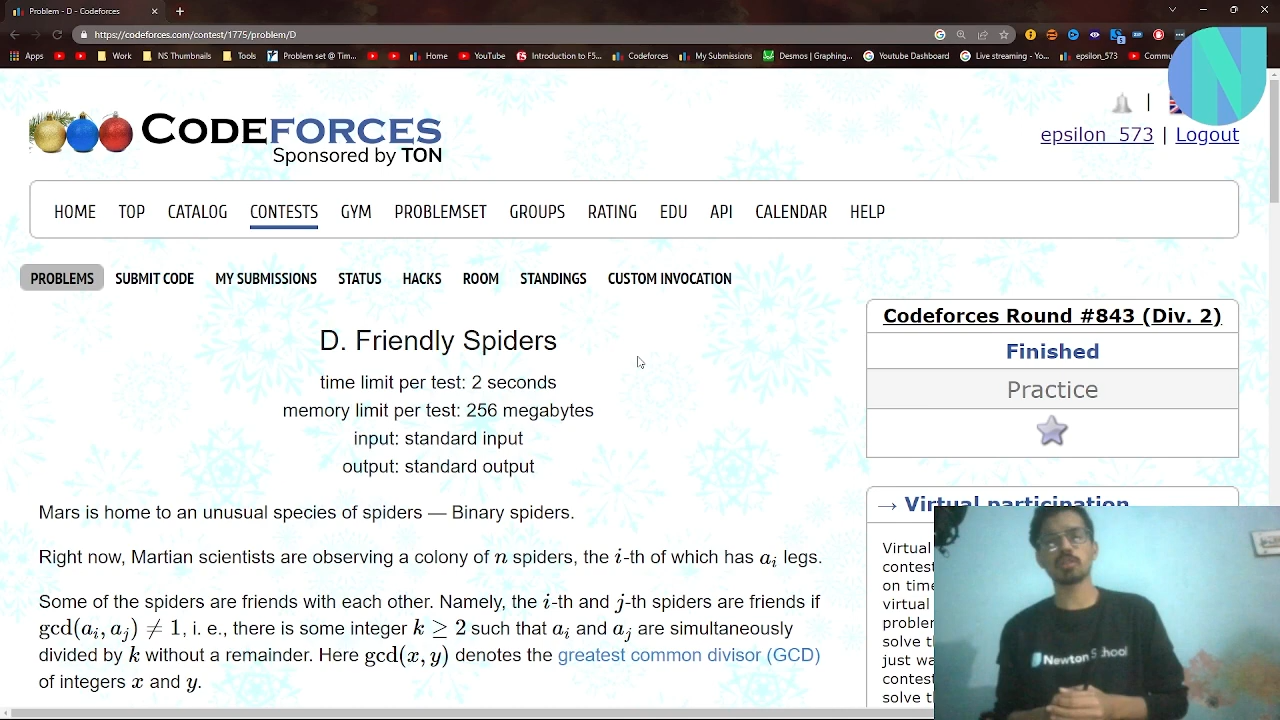 Problem - D - Codeforces
https://codeforces.com/contest/1775/problem/D
Apps Work NS Thumbnails Tools Problem set @ Tim... Home YouTube Introduction to F5... Codeforces My Submissions Desmos | Graphing... Youtube Dashboard Live streaming - Yo... epsilon_573 Commu
N
CODEFORCES
Sponsored by TON
|
epsilon_573 | Logout
HOME TOP CATALOG CONTESTS GYM PROBLEMSET GROUPS RATING EDU API CALENDAR HELP
PROBLEMS SUBMIT CODE MY SUBMISSIONS STATUS HACKS ROOM STANDINGS CUSTOM INVOCATION
D. Friendly Spiders
time limit per test: 2 seconds
memory limit per test: 256 megabytes
input: standard input
output: standard output
Mars is home to an unusual species of spiders — Binary spiders.
Right now, Martian scientists are observing a colony of n spiders, the i-th of which has aᵢ legs.
Some of the spiders are friends with each other. Namely, the i-th and j-th spiders are friends if
gcd(aᵢ, aⱼ) ≠ 1, i. e., there is some integer k ≥ 2 such that aᵢ and aⱼ are simultaneously
divided by k without a remainder. Here gcd(x, y) denotes the greatest common divisor (GCD)
of integers x and y.
Codeforces Round #843 (Div. 2)
Finished
Practice
→ Virtual participation
Virtual
contest
on time
virtual
problem
solve t
just wa
contes
solve th
Newton School